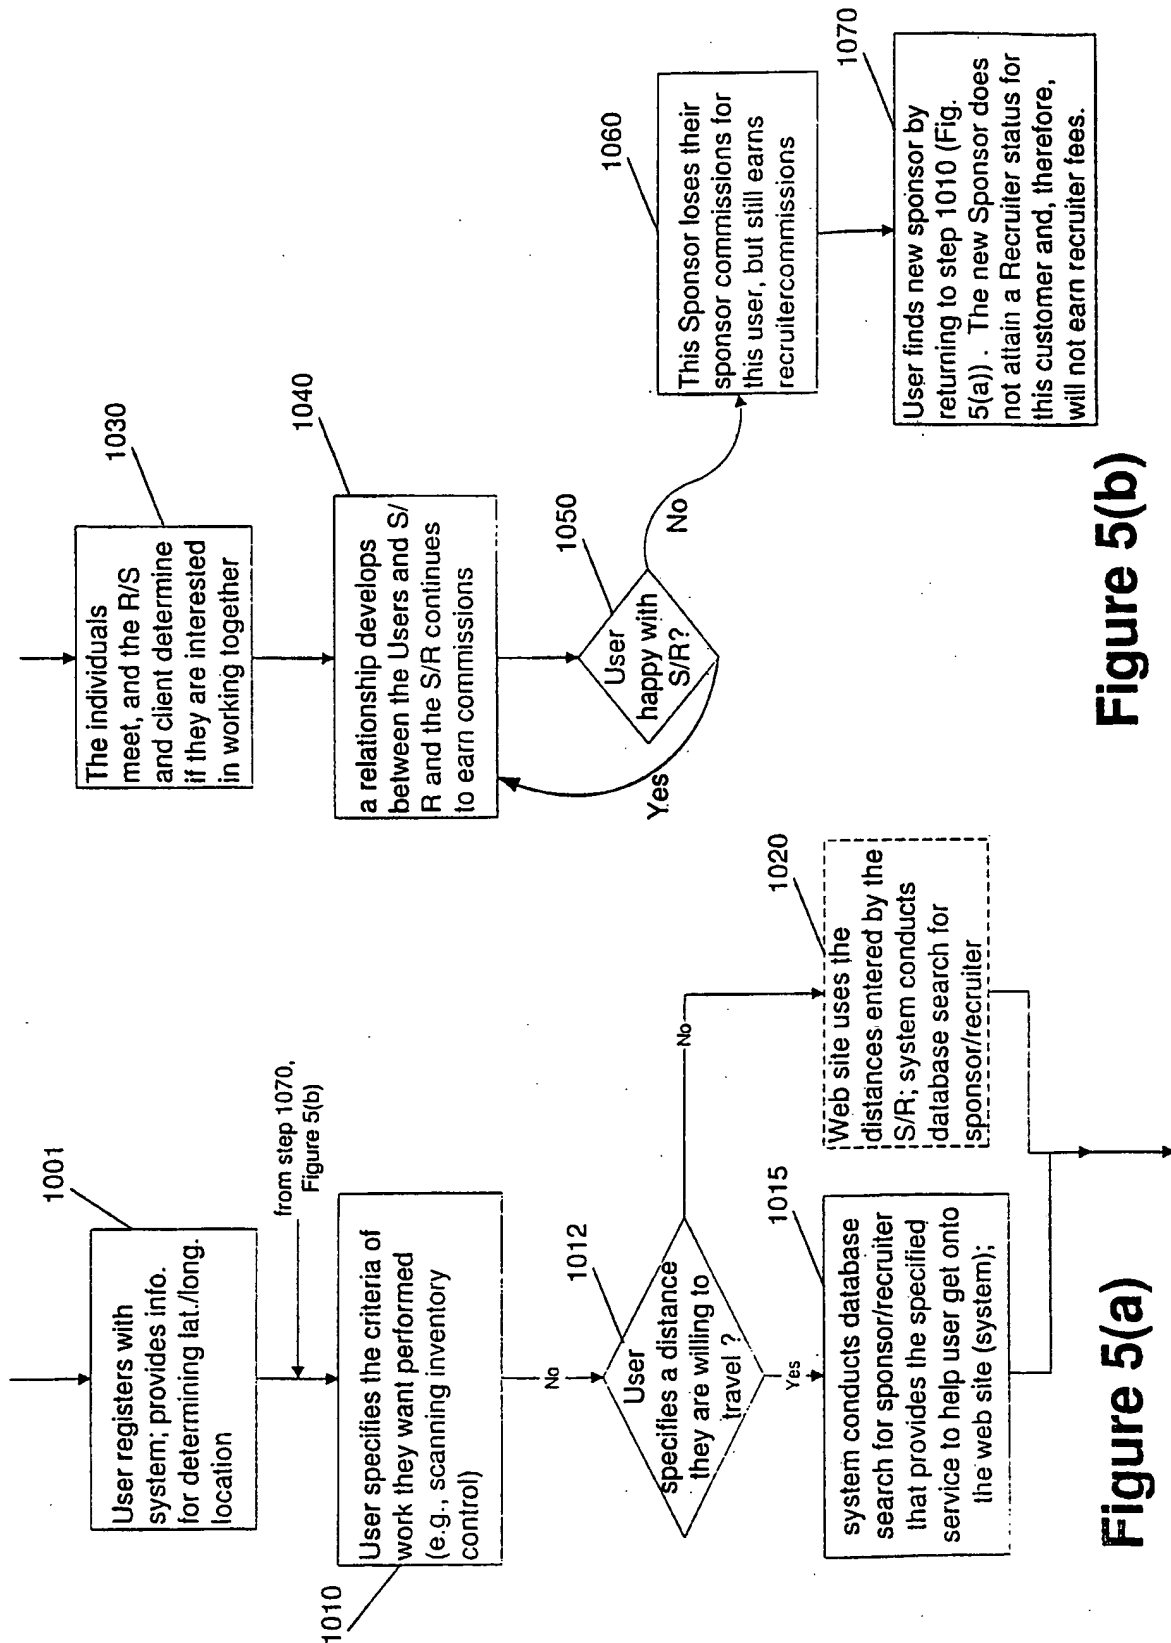 1001
User registers with
system; provides info.
for determining lat./long.
location
from step 1070,
Figure 5(b)
1010
User specifies the criteria of
work they want performed
(e.g., scanning inventory
control)
No
1012
User
specifies a distance
they are willing to
travel ?
Yes
No
1015
system conducts database
search for sponsor/recruiter
that provides the specified
service to help user get onto
the web site (system);
1020
Web site uses the
distances entered by the
S/R; system conducts
database search for
sponsor/recruiter
Figure 5(a)
1030
The individuals
meet, and the R/S
and client determine
if they are interested
in working together
1040
a relationship develops
between the Users and S/
R and the S/R continues
to earn commissions
1050
User
happy with
S/R?
Yes
No
1060
This Sponsor loses their
sponsor commissions for
this user, but still earns
recruitercommissions
1070
User finds new sponsor by
returning to step 1010 (Fig.
5(a)) . The new Sponsor does
not attain a Recruiter status for
this customer and, therefore,
will not earn recruiter fees.
Figure 5(b)